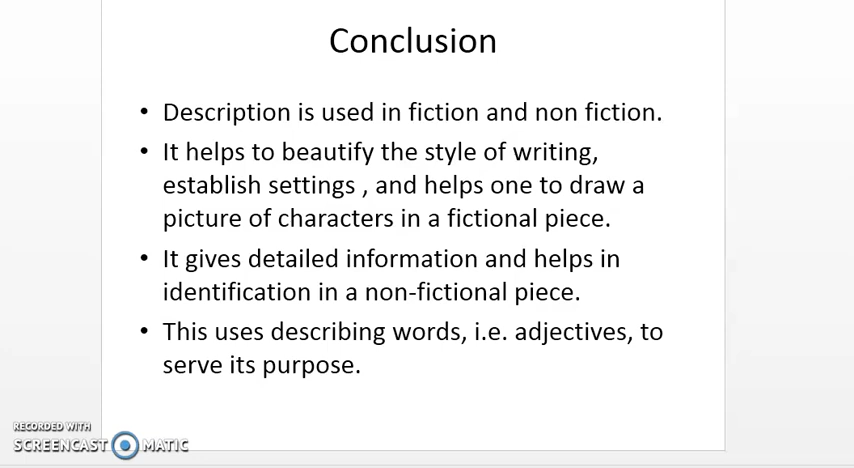 Conclusion
• Description is used in fiction and non fiction.
• It helps to beautify the style of writing,
establish settings , and helps one to draw a
picture of characters in a fictional piece.
• It gives detailed information and helps in
identification in a non-fictional piece.
• This uses describing words, i.e. adjectives, to
serve its purpose.
RECORDED WITH
SCREENCAST MATIC